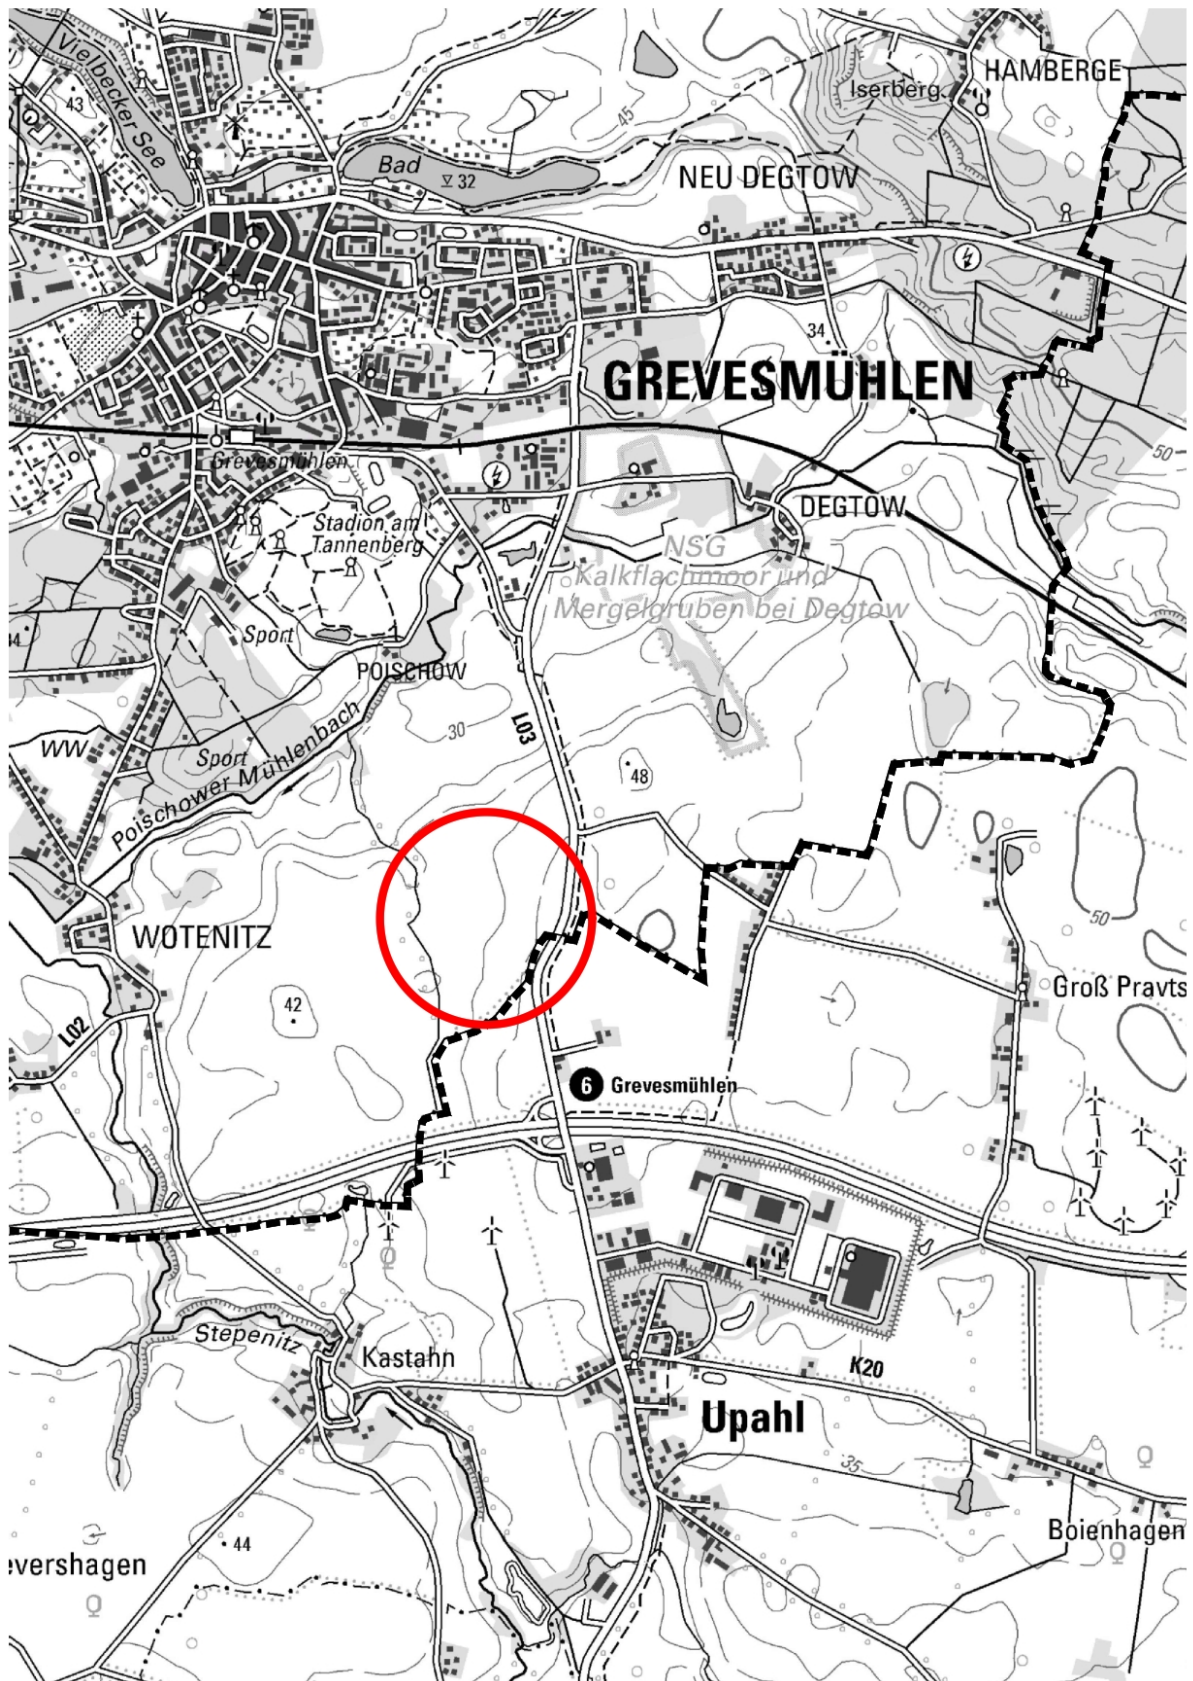 HAMBERGE
Vielbecker See
43
Iserberg
45
Bad
32
NEU DEGTOW
34
GREVESMÜHLEN
50
Grevesmühlen
DEGTOW
Stadion am
Tannenberg
NSG
Kalkflachmoor und
Mergelgruben bei Degtow
Sport
POISCHOW
30
L03
WW
Sport
48
Poischower Mühlenbach
50
WOTENITZ
Groß Pravts
42
L02
6 Grevesmühlen
Stepenitz
Kastahn
K20
Upahl
35
Boienhagen
44
evershagen